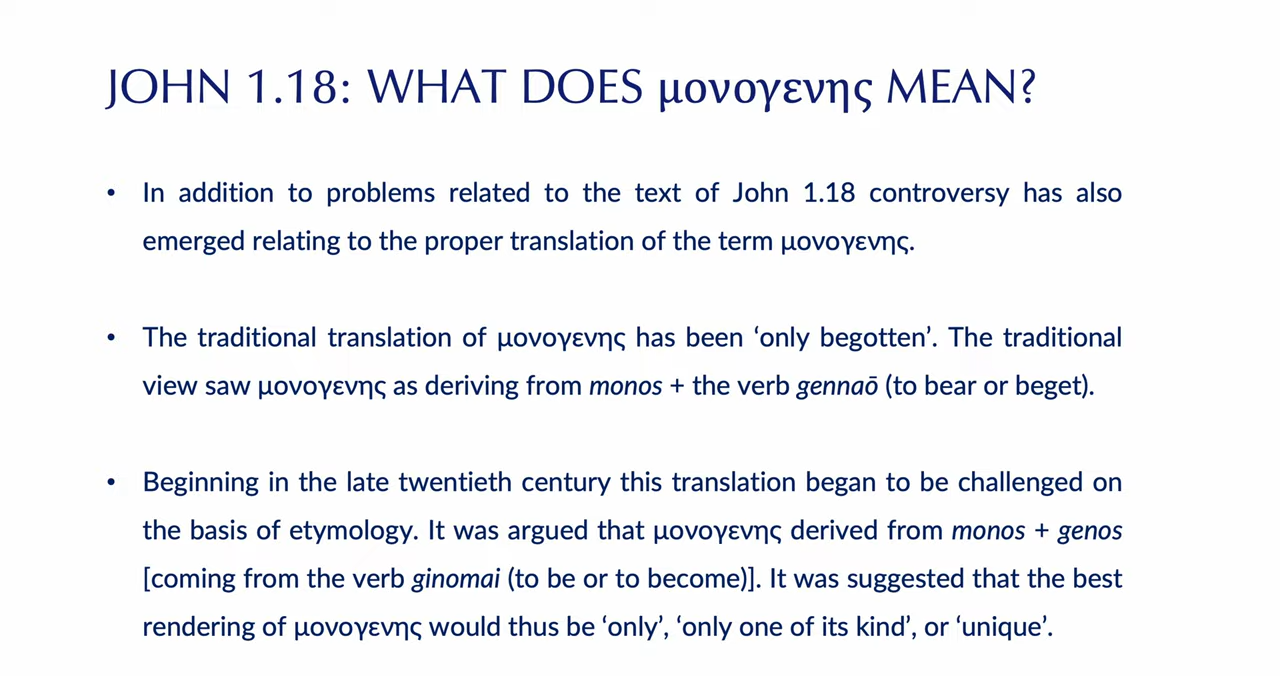 JOHN 1.18: WHAT DOES μονογενης MEAN?
• In addition to problems related to the text of John 1.18 controversy has also
emerged relating to the proper translation of the term μονογενης.
• The traditional translation of μονογενης has been ‘only begotten’. The traditional
view saw μονογενης as deriving from monos + the verb gennaō (to bear or beget).
• Beginning in the late twentieth century this translation began to be challenged on
the basis of etymology. It was argued that μονογενης derived from monos + genos
[coming from the verb ginomai (to be or to become)]. It was suggested that the best
rendering of μονογενης would thus be ‘only’, ‘only one of its kind’, or ‘unique’.